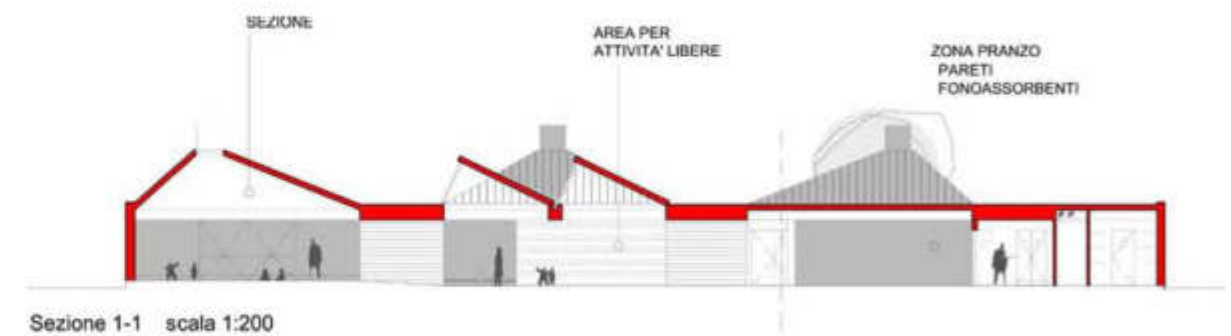 SEZIONE
AREA PER
ATTIVITA' LIBERE
ZONA PRANZO
PARETI
FONOASSORBENTI
Sezione 1-1 scala 1:200